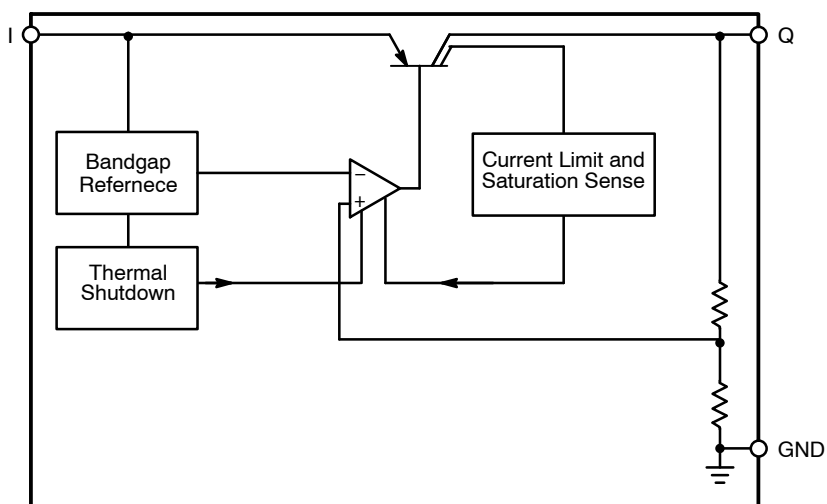 I
Q
Bandgap
Refernece
−
+
Current Limit and
Saturation Sense
Thermal
Shutdown
GND